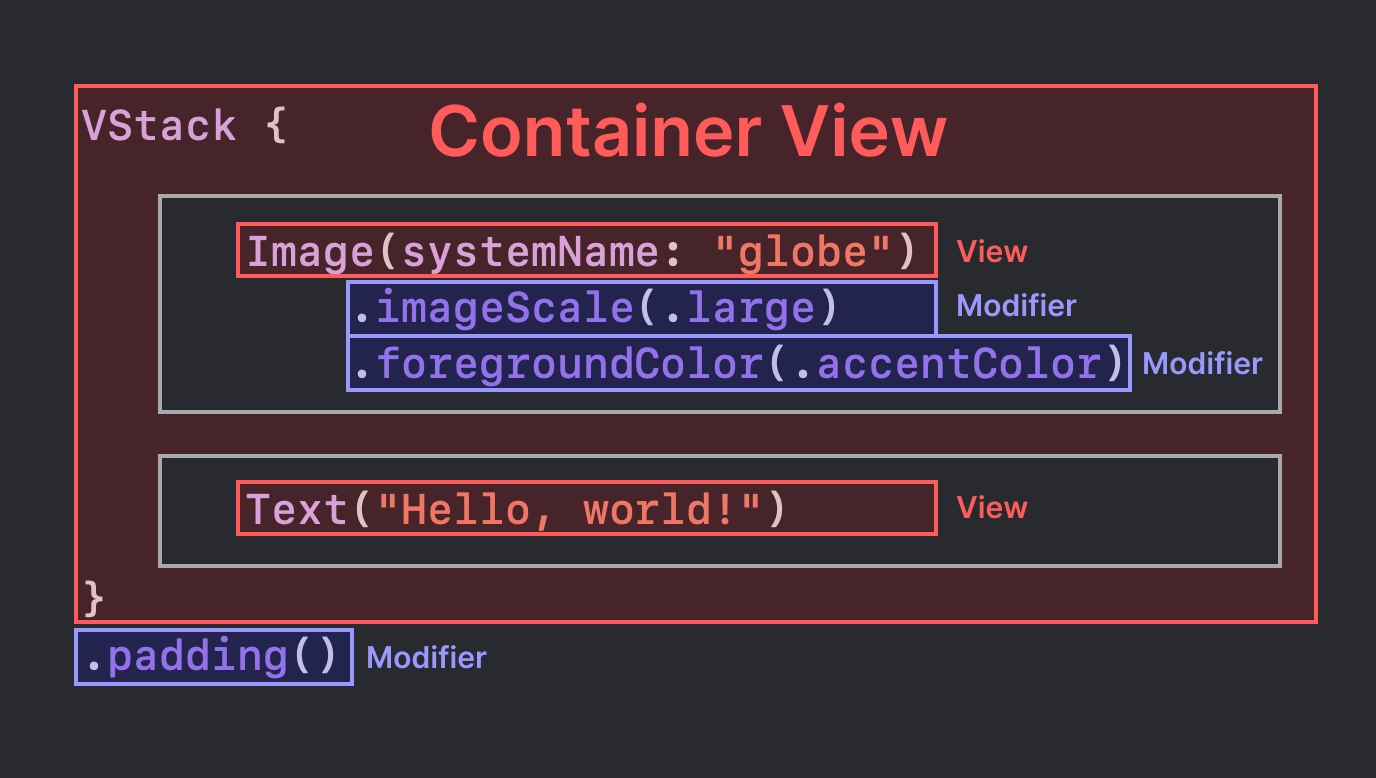 VStack { Container View
Image(systemName: "globe") View
.imageScale(.large) Modifier
.foregroundColor(.accentColor) Modifier
Text("Hello, world!") View
}
.padding() Modifier